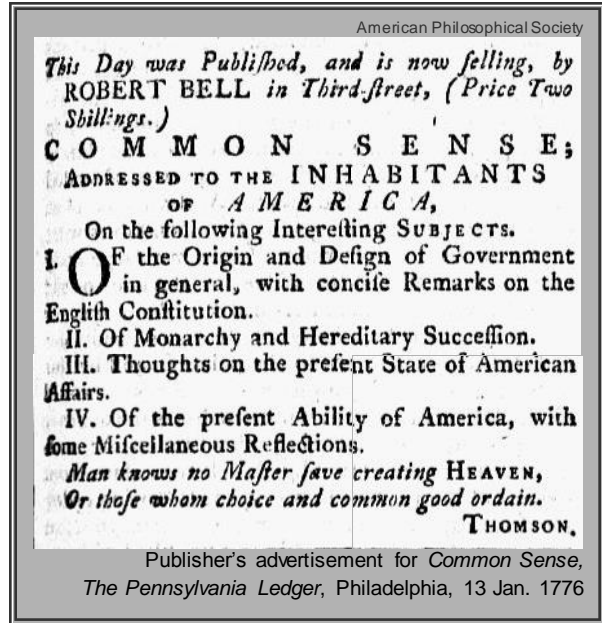 American Philosophical Society
This Day was Publiſhed, and is now ſelling, by
ROBERT BELL in Third-ſtreet, (Price Two
Shillings.)
COMMON SENSE;
ADDRESSED TO THE INHABITANTS
OF AMERICA,
On the following Intereſting SUBJECTS.
I. OF the Origin and Deſign of Government
in general, with conciſe Remarks on the
Engliſh Conſtitution.
II. Of Monarchy and Hereditary Succeſſion.
III. Thoughts on the preſent State of American
Affairs.
IV. Of the preſent Ability of America, with
ſome Miſcellaneous Reflections.
Man knows no Maſter ſave creating HEAVEN,
Or thoſe whom choice and common good ordain.
THOMSON.
Publisher's advertisement for Common Sense,
The Pennsylvania Ledger, Philadelphia, 13 Jan. 1776